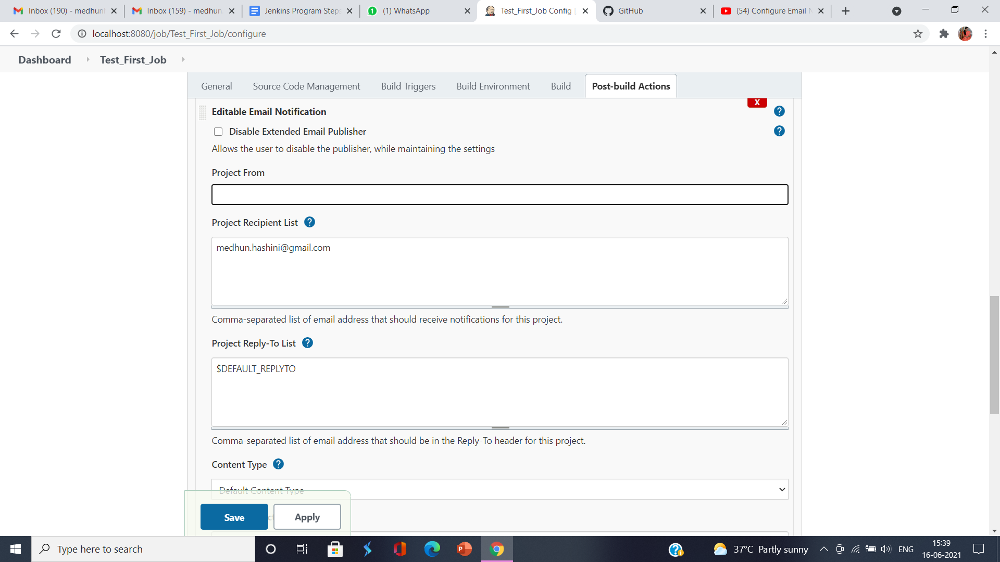 Inbox (190) - medhun
Inbox (159) - medhun
Jenkins Program Steps
(1) WhatsApp
Test_First_Job Config
GitHub
(54) Configure Email N
localhost:8080/job/Test_First_Job/configure
Dashboard
Test_First_Job
General
Source Code Management
Build Triggers
Build Environment
Build
Post-build Actions
X
Editable Email Notification
?
Disable Extended Email Publisher
?
Allows the user to disable the publisher, while maintaining the settings
Project From
Project Recipient List ?
medhun.hashini@gmail.com
Comma-separated list of email address that should receive notifications for this project.
Project Reply-To List ?
$DEFAULT_REPLYTO
Comma-separated list of email address that should be in the Reply-To header for this project.
Content Type ?
Default Content Type
Save
Apply
Type here to search
37°C Partly sunny
ENG
15:39
16-06-2021